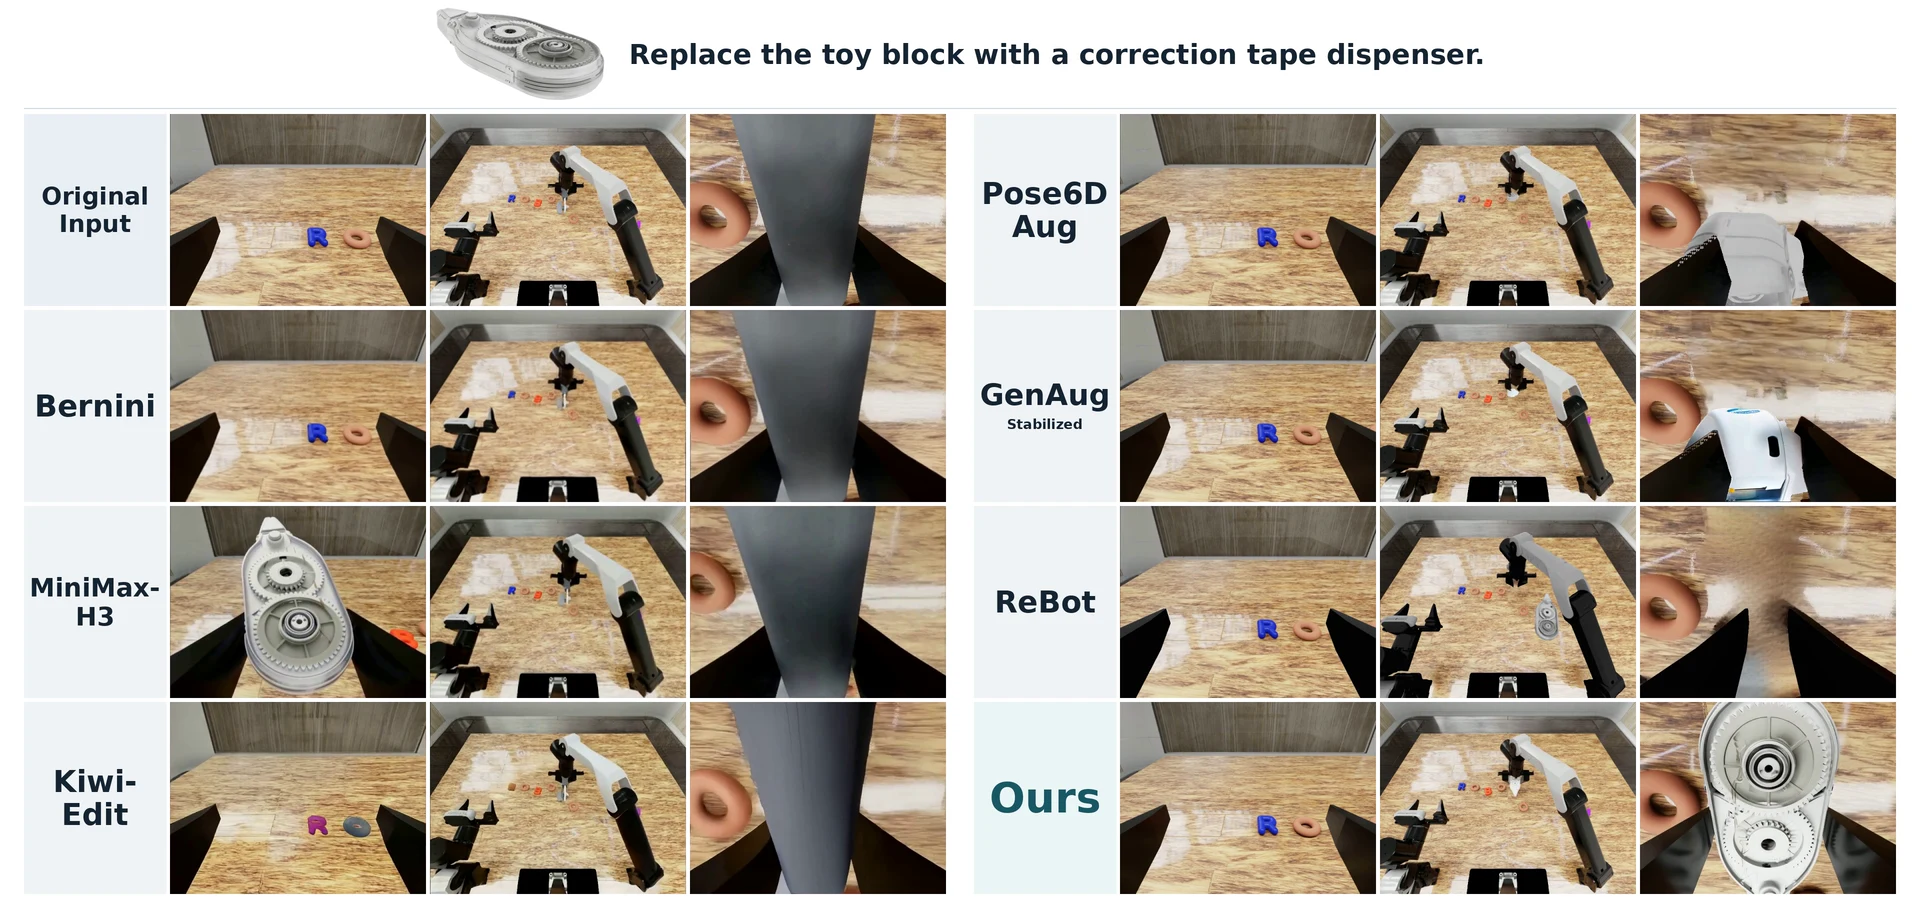 Replace the toy block with a correction tape dispenser.
Original
Input
Pose6D
Aug
Bernini
GenAug
Stabilized
MiniMax-
H3
ReBot
Kiwi-
Edit
Ours